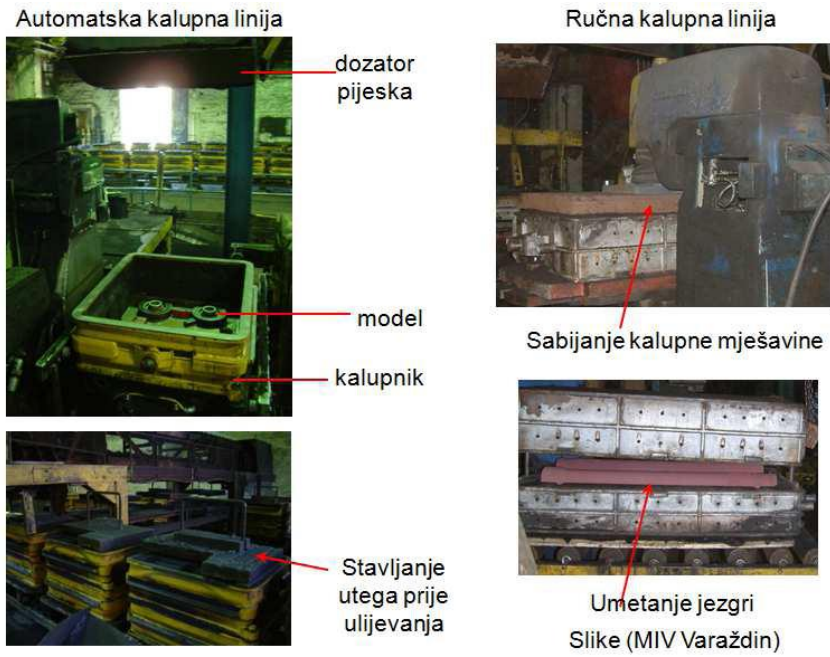 Automatska kalupna linija
dozator
pijeska
model
kalupnik
Stavljanje
utega prije
ulijevanja
Ručna kalupna linija
Sabijanje kalupne mješavine
Umetanje jezgri
Slike (MIV Varaždin)